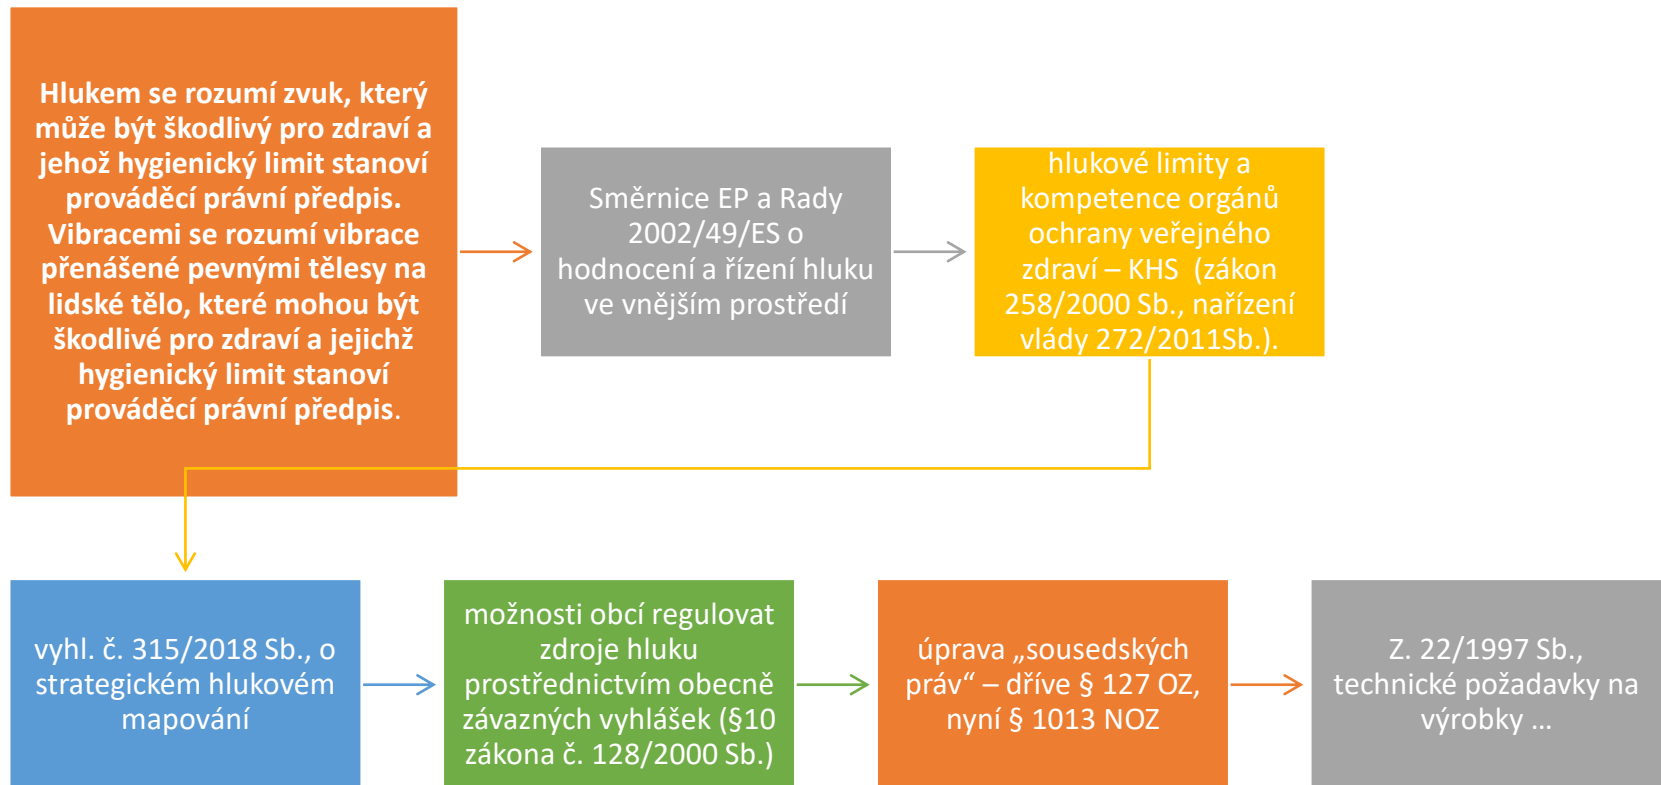 Hlukem se rozumí zvuk, který
může být škodlivý pro zdraví a
jehož hygienický limit stanoví
prováděcí právní předpis.
Vibracemi se rozumí vibrace
přenášené pevnými tělesy na
lidské tělo, které mohou být
škodlivé pro zdraví a jejichž
hygienický limit stanoví
prováděcí právní předpis.
Směrnice EP a Rady
2002/49/ES o
hodnocení a řízení hluku
ve vnějším prostředí
hlukové limity a
kompetence orgánů
ochrany veřejného
zdraví – KHS (zákon
258/2000 Sb., nařízení
vlády 272/2011Sb.).
vyhl. č. 315/2018 Sb., o
strategickém hlukovém
mapování
možnosti obcí regulovat
zdroje hluku
prostřednictvím obecně
závazných vyhlášek (§10
zákona č. 128/2000 Sb.)
úprava „sousedských
práv“ – dříve § 127 OZ,
nyní § 1013 NOZ
Z. 22/1997 Sb.,
technické požadavky na
výrobky …